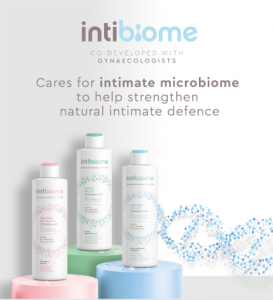 intibiome
CO-DEVELOPED WITH
GYNAECOLOGISTS
Cares for intimate microbiome
to help strengthen
natural intimate defence
intibiome
intibiome
intibiome